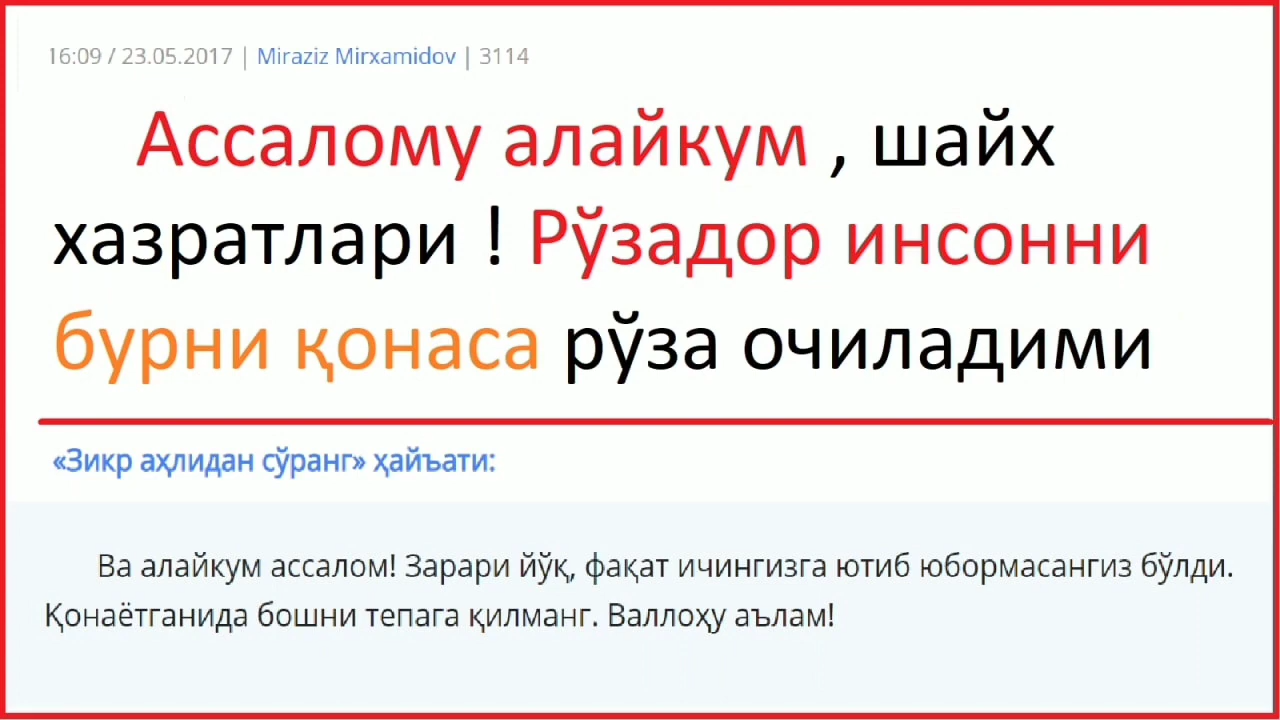 16:09 / 23.05.2017 | Miraziz Mirxamidov | 3114
Ассалому алайкум , шайх
хазратлари ! Рўзадор инсонни
бурни қонаса рўза очиладими
«Зикр аҳлидан сўранг» ҳайъати:
Ва алайкум ассалом! Зарари йўқ, фақат ичингизга ютиб юбормасангиз бўлди.
Қонаётганида бошни тепага қилманг. Валлоҳу аълам!